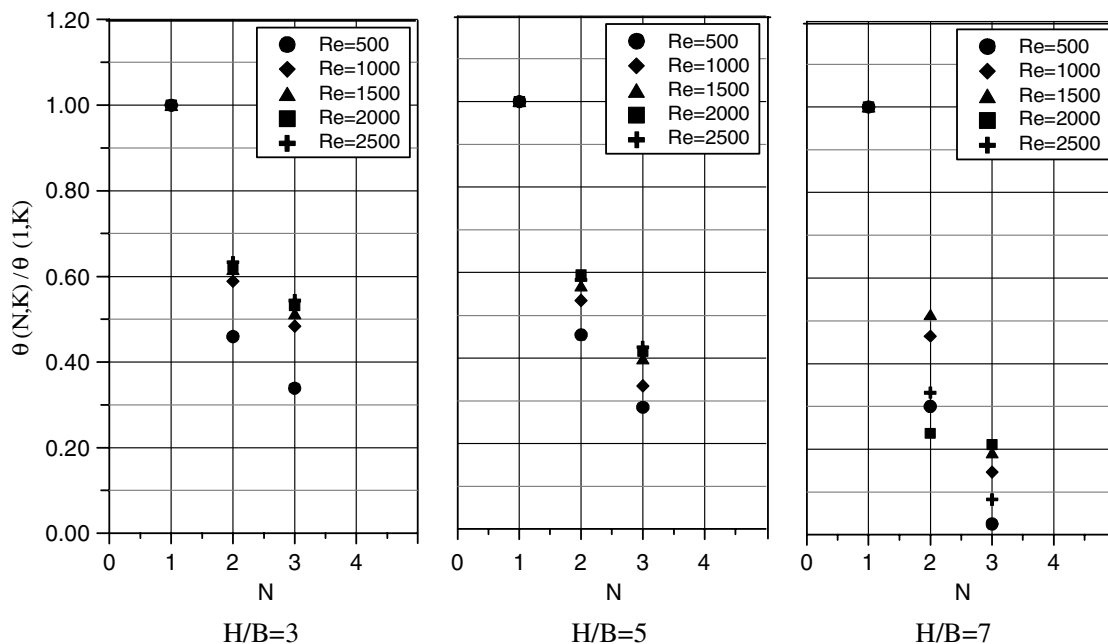 1.20
1.00
0.80
0.60
0.40
0.20
0.00
θ (N,K) / θ (1,K)
Re=500
Re=1000
Re=1500
Re=2000
Re=2500
0 1 2 3 4
N
H/B=3
Re=500
Re=1000
Re=1500
Re=2000
Re=2500
0 1 2 3 4
N
H/B=5
Re=500
Re=1000
Re=1500
Re=2000
Re=2500
0 1 2 3 4
N
H/B=7